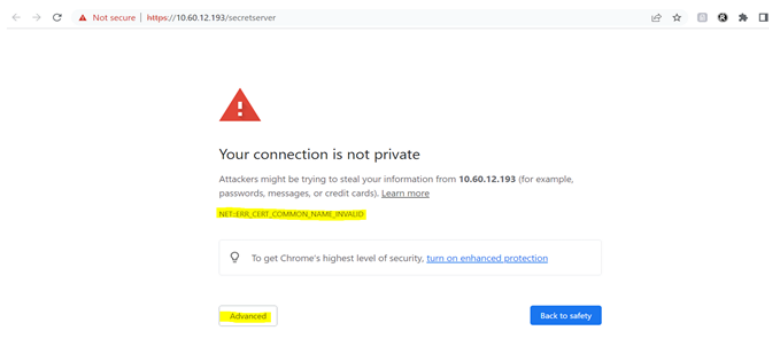 Not secure | https://10.60.12.193/secretserver
Your connection is not private
Attackers might be trying to steal your information from 10.60.12.193 (for example,
passwords, messages, or credit cards). Learn more
NET::ERR_CERT_COMMON_NAME_INVALID
To get Chrome's highest level of security, turn on enhanced protection
Advanced
Back to safety